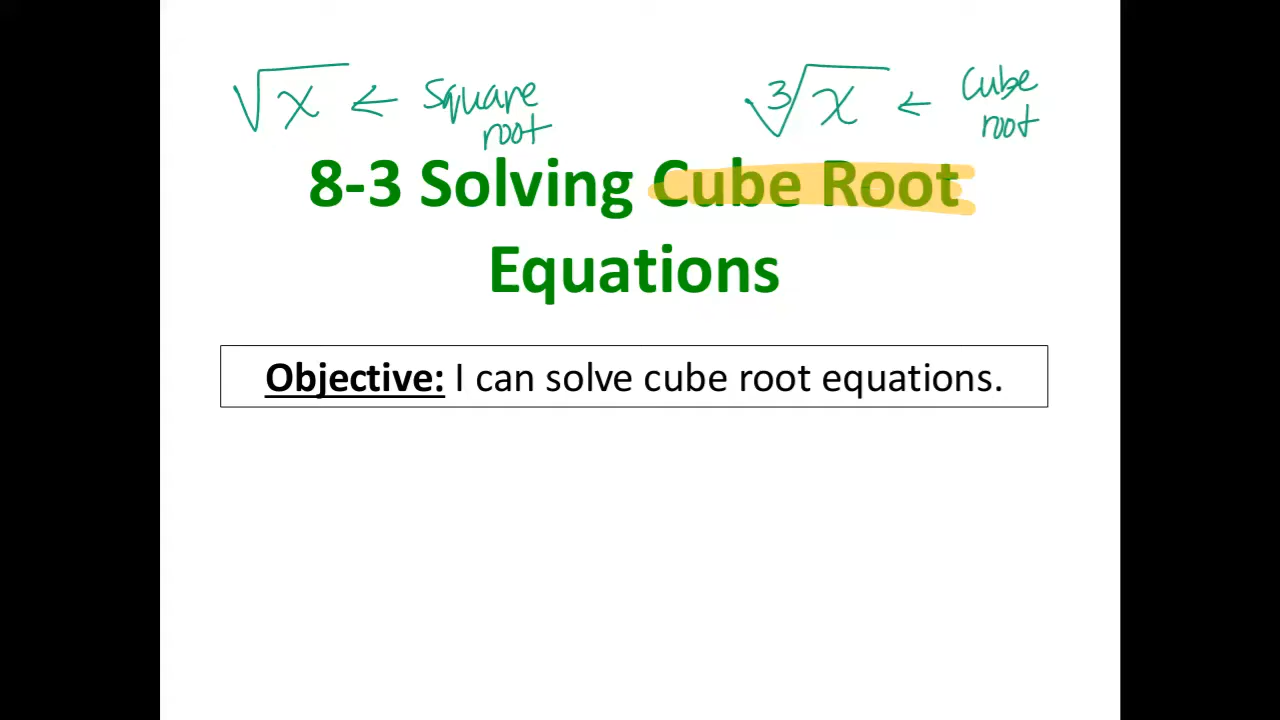 √x ← Square root
∛x ← Cube root
8-3 Solving Cube Root
Equations
Objective: I can solve cube root equations.